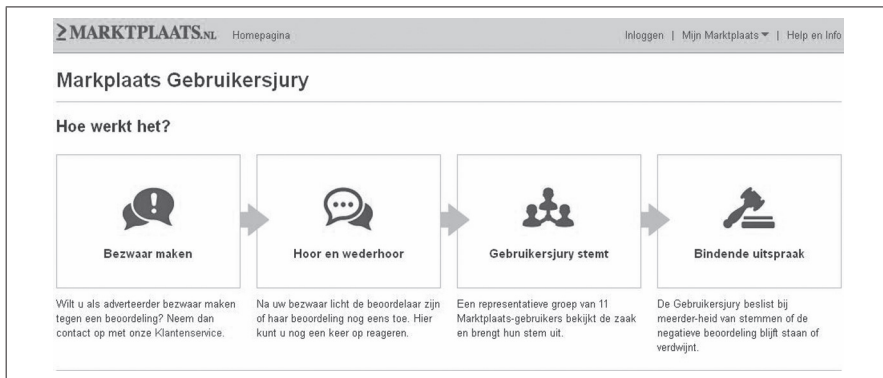 MARKTPLAATS.NL Homepagina Inloggen | Mijn Marktplaats | Help en Info
Markplaats Gebruikersjury
Hoe werkt het?
Bezwaar maken
Wilt u als adverteerder bezwaar maken
tegen een beoordeling? Neem dan
contact op met onze Klantenservice.
Hoor en wederhoor
Na uw bezwaar licht de beoordelaar zijn
of haar beoordeling nog eens toe. Hier
kunt u nog een keer op reageren.
Gebruikersjury stemt
Een representatieve groep van 11
Marktplaats-gebruikers bekijkt de zaak
en brengt hun stem uit.
Bindende uitspraak
De Gebruikersjury beslist bij
meerder-heid van stemmen of de
negatieve beoordeling blijft staan of
verdwijnt.